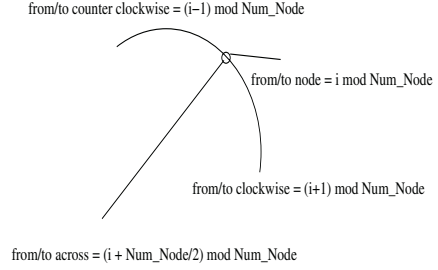 from/to counter clockwise = (i−1) mod Num_Node
from/to node = i mod Num_Node
from/to clockwise = (i+1) mod Num_Node
from/to across = (i + Num_Node/2) mod Num_Node